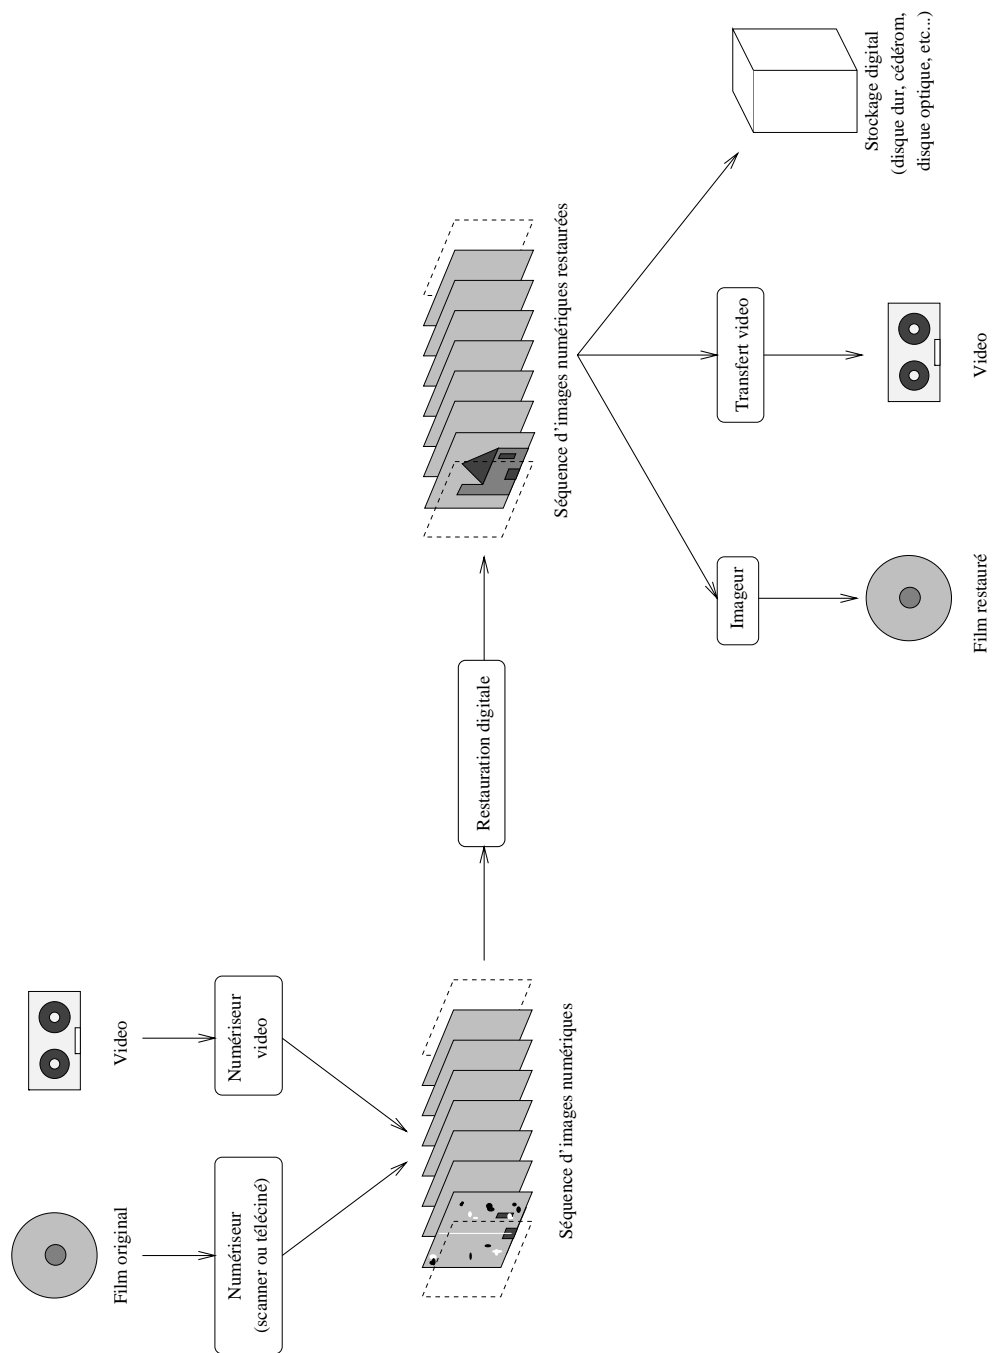 Film original
Numériseur
(scanner ou téléciné)
Video
Numériseur
video
Séquence d'images numériques
Restauration digitale
Séquence d'images numériques restaurées
Imageur
Film restauré
Transfert video
Video
Stockage digital
(disque dur, cédérom,
disque optique, etc...)